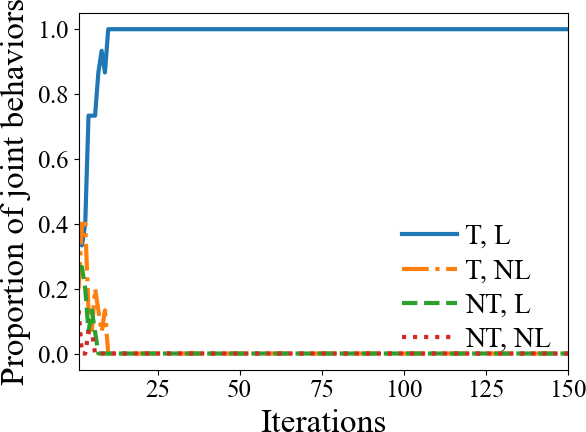 Proportion of joint behaviors
1.0
0.8
0.6
0.4
0.2
0.0
T, L
T, NL
NT, L
NT, NL
25 50 75 100 125 150
Iterations